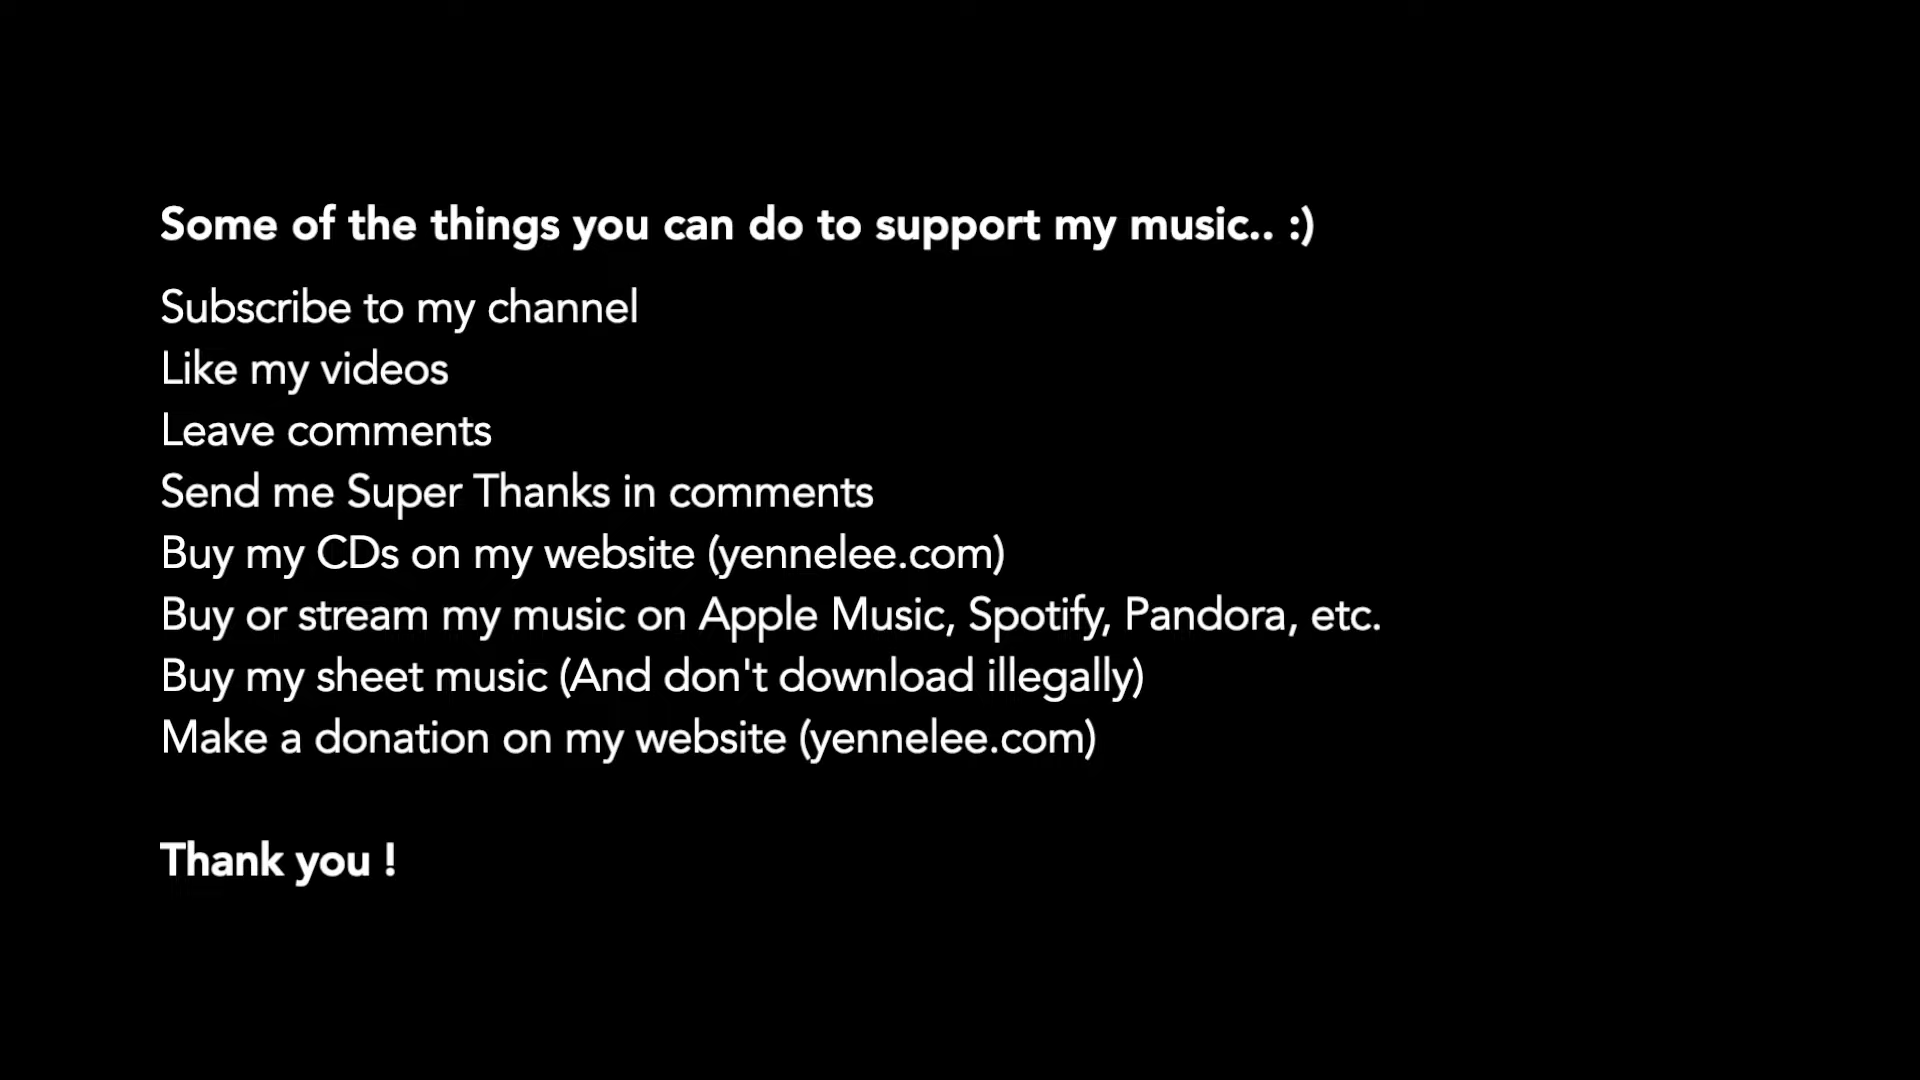 Some of the things you can do to support my music.. :)
Subscribe to my channel
Like my videos
Leave comments
Send me Super Thanks in comments
Buy my CDs on my website (yennelee.com)
Buy or stream my music on Apple Music, Spotify, Pandora, etc.
Buy my sheet music (And don't download illegally)
Make a donation on my website (yennelee.com)
Thank you !